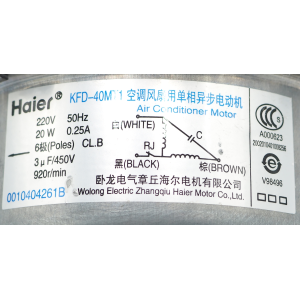 Haier® KFD-40MT1 空调风扇用单相异步电动机
Air Conditioner Motor
220V 50Hz
20 W 0.25A
6极(Poles) CL.B
3μF/450V
920r/min
0010404261B
白(WHITE)
C
RJ
黑(BLACK) 棕(BROWN)
卧龙电气章丘海尔电机有限公司
Wolong Electric Zhangqiu Haier Motor Co.,Ltd.
A000623
2002010401000256
V98496